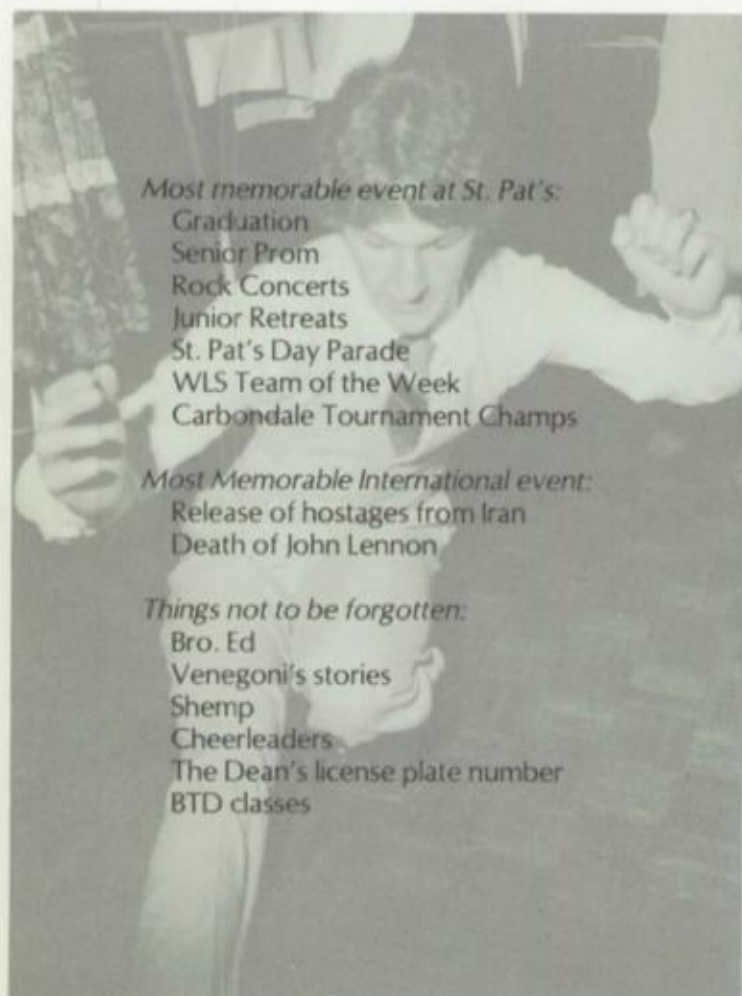 Most memorable event at St. Pat's:
Graduation
Senior Prom
Rock Concerts
Junior Retreats
St. Pat's Day Parade
WLS Team of the Week
Carbondale Tournament Champs
Most Memorable International event:
Release of hostages from Iran
Death of John Lennon
Things not to be forgotten:
Bro. Ed
Venegoni's stories
Shemp
Cheerleaders
The Dean's license plate number
BTD classes